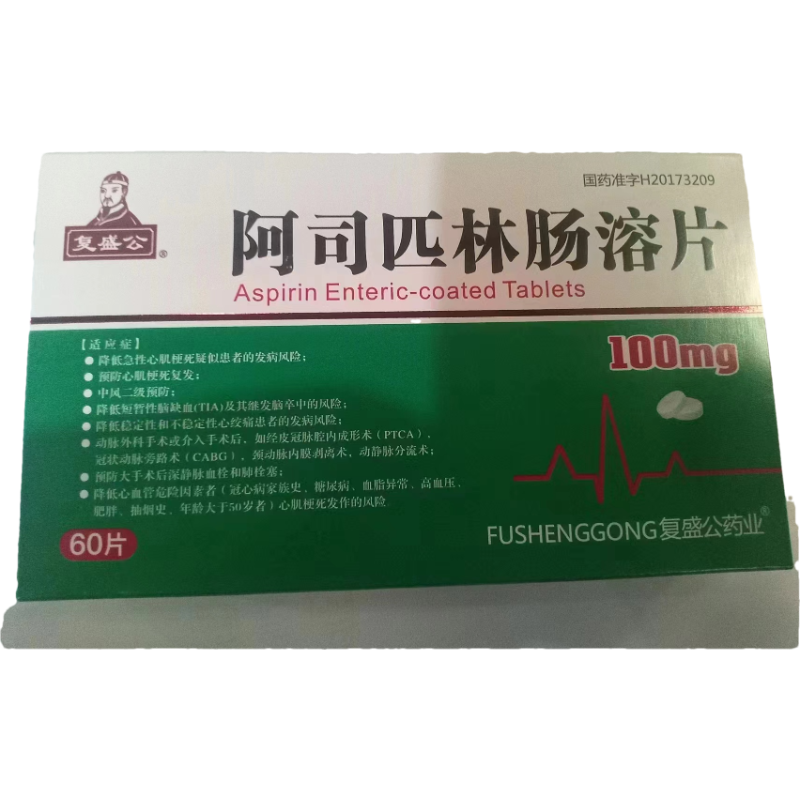 国药准字H20173209
复盛公®
阿司匹林肠溶片
Aspirin Enteric-coated Tablets
【适应症】
100mg
●降低急性心肌梗死疑似患者的发病风险；
●预防心肌梗死复发；
●中风二级预防；
●降低短暂性脑缺血(TIA)及其继发脑卒中的风险；
●降低稳定性和不稳定性心绞痛患者的发病风险；
●动脉外科手术或介入手术后，如经皮冠脉腔内成形术（PTCA），
冠状动脉旁路术（CABG），颈动脉内膜剥离术，动静脉分流术；
●预防大手术后深静脉血栓和肺栓塞；
●降低心血管危险因素者（冠心病家族史、糖尿病、血脂异常、高血压、
肥胖、抽烟史、年龄大于50岁者）心肌梗死发作的风险
60片
FUSHENGGONG复盛公药业®